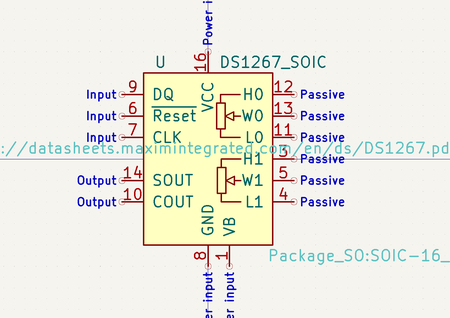 Power i
16
U DS1267_SOIC
Input 9 DQ VCC H0 12 Passive
Input 6 Reset W0 13 Passive
Input 7 CLK L0 11 Passive
://datasheets.maximintegrated.com/en/ds/DS1267.pd
H1 3 Passive
Output 14 SOUT W1 5 Passive
Output 10 COUT L1 4 Passive
GND VB
8 1
Package_SO:SOIC-16_
er input er input